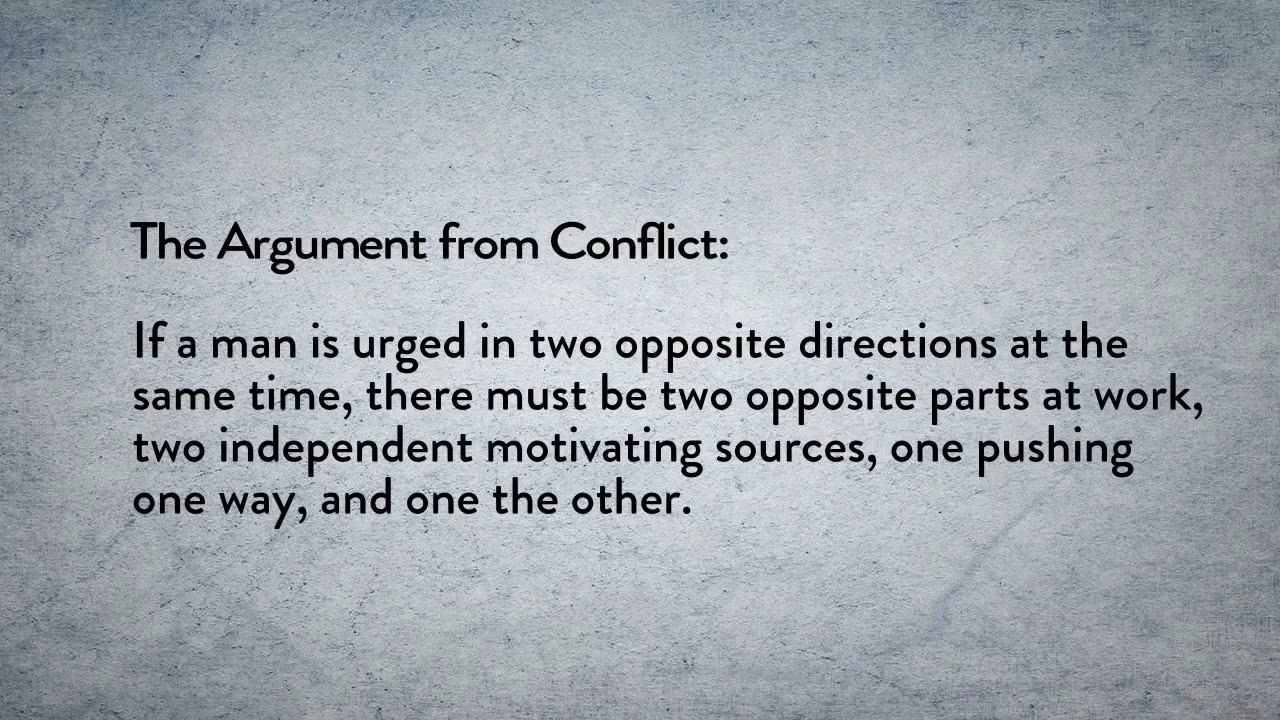 The Argument from Conflict:
If a man is urged in two opposite directions at the
same time, there must be two opposite parts at work,
two independent motivating sources, one pushing
one way, and one the other.